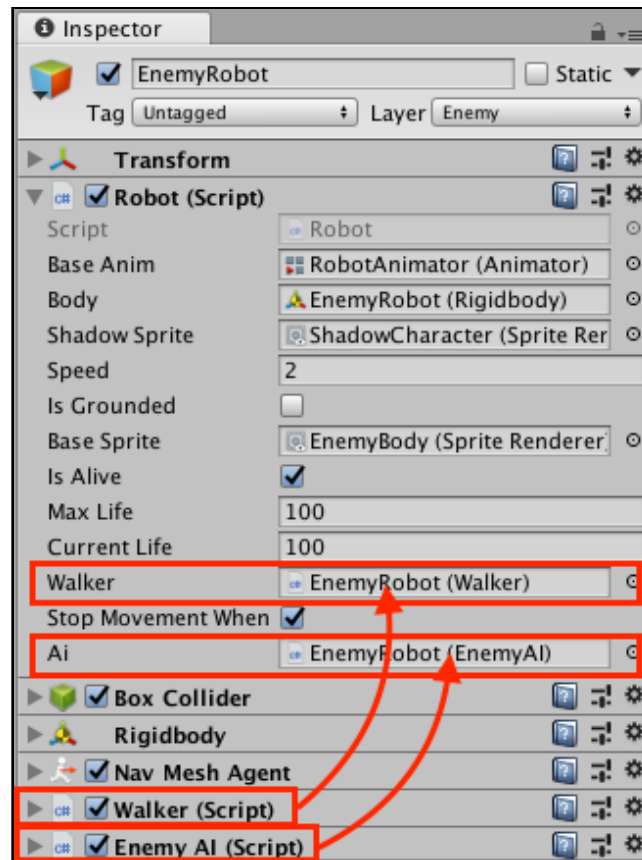 Inspector
EnemyRobot Static
Tag Untagged Layer Enemy
Transform
Robot (Script)
Script Robot
Base Anim RobotAnimator (Animator)
Body EnemyRobot (Rigidbody)
Shadow Sprite ShadowCharacter (Sprite Rer
Speed 2
Is Grounded
Base Sprite EnemyBody (Sprite Renderer)
Is Alive
Max Life 100
Current Life 100
Walker EnemyRobot (Walker)
Stop Movement When
Ai EnemyRobot (EnemyAI)
Box Collider
Rigidbody
Nav Mesh Agent
C# Walker (Script)
C# Enemy AI (Script)